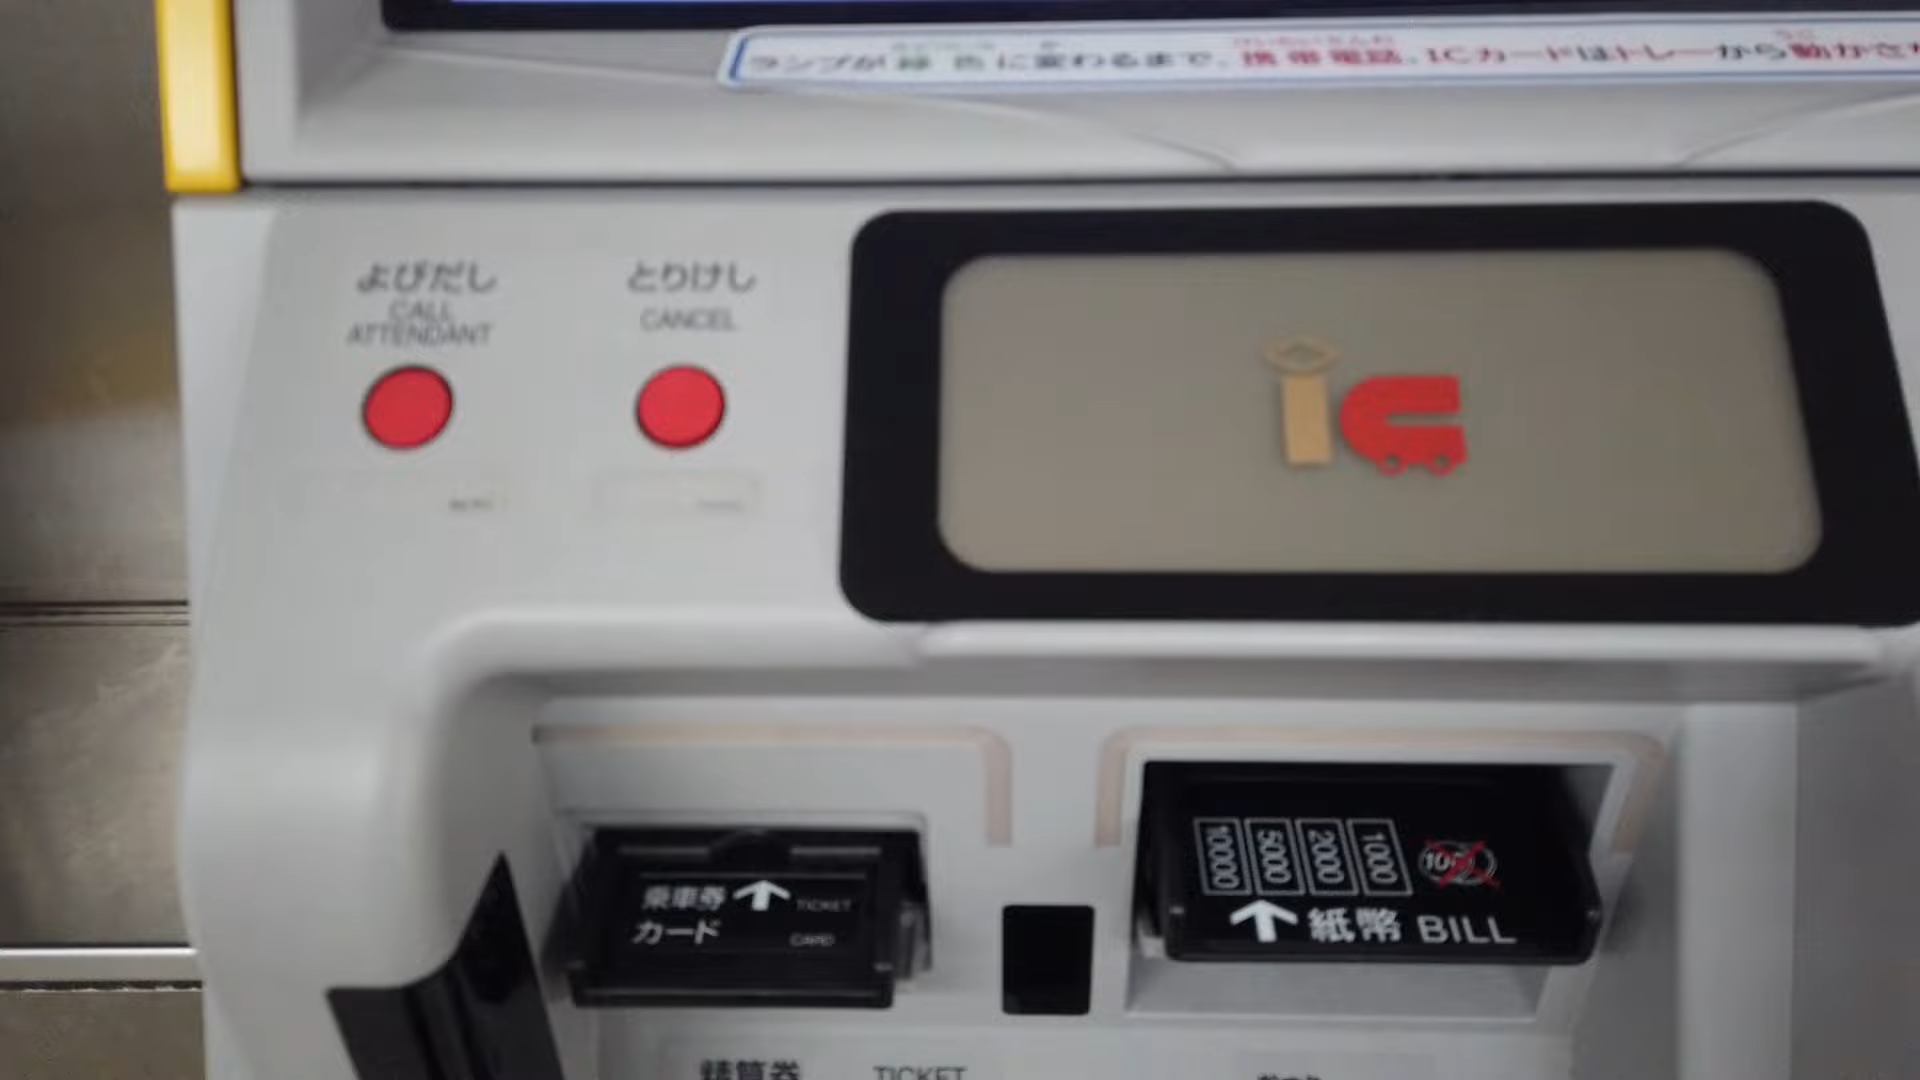 ランプが緑色に変わるまで、携帯電話、ICカードはトレーから動かさ
よびだし
CALL
ATTENDANT
とりけし
CANCEL
IC
乗車券 TICKET
カード CARD
10000 5000 2000 1000
紙幣 BILL
精算券 TICKET